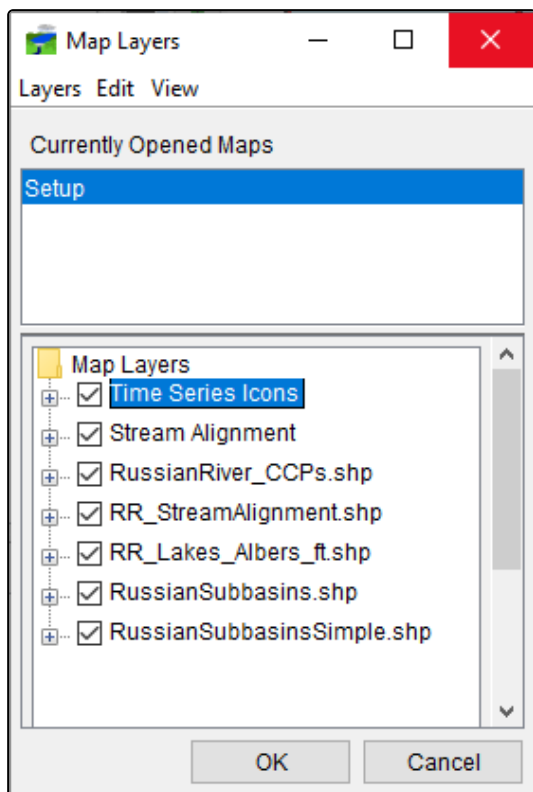 Map Layers
Layers Edit View
Currently Opened Maps
Setup
Map Layers
Time Series Icons
Stream Alignment
RussianRiver_CCPs.shp
RR_StreamAlignment.shp
RR_Lakes_Albers_ft.shp
RussianSubbasins.shp
RussianSubbasinsSimple.shp
OK Cancel